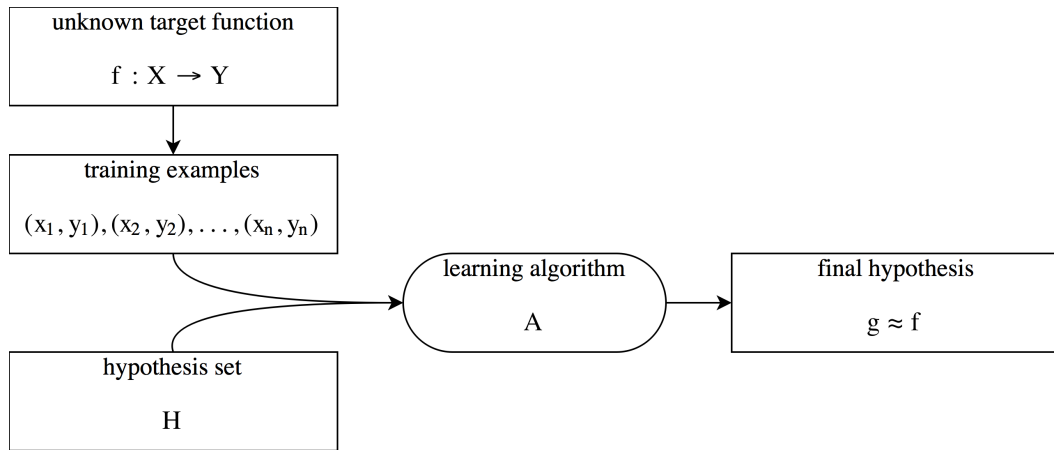 unknown target function
f : X → Y
training examples
(x₁, y₁), (x₂, y₂), . . . , (xₙ, yₙ)
learning algorithm
A
final hypothesis
g ≈ f
hypothesis set
H